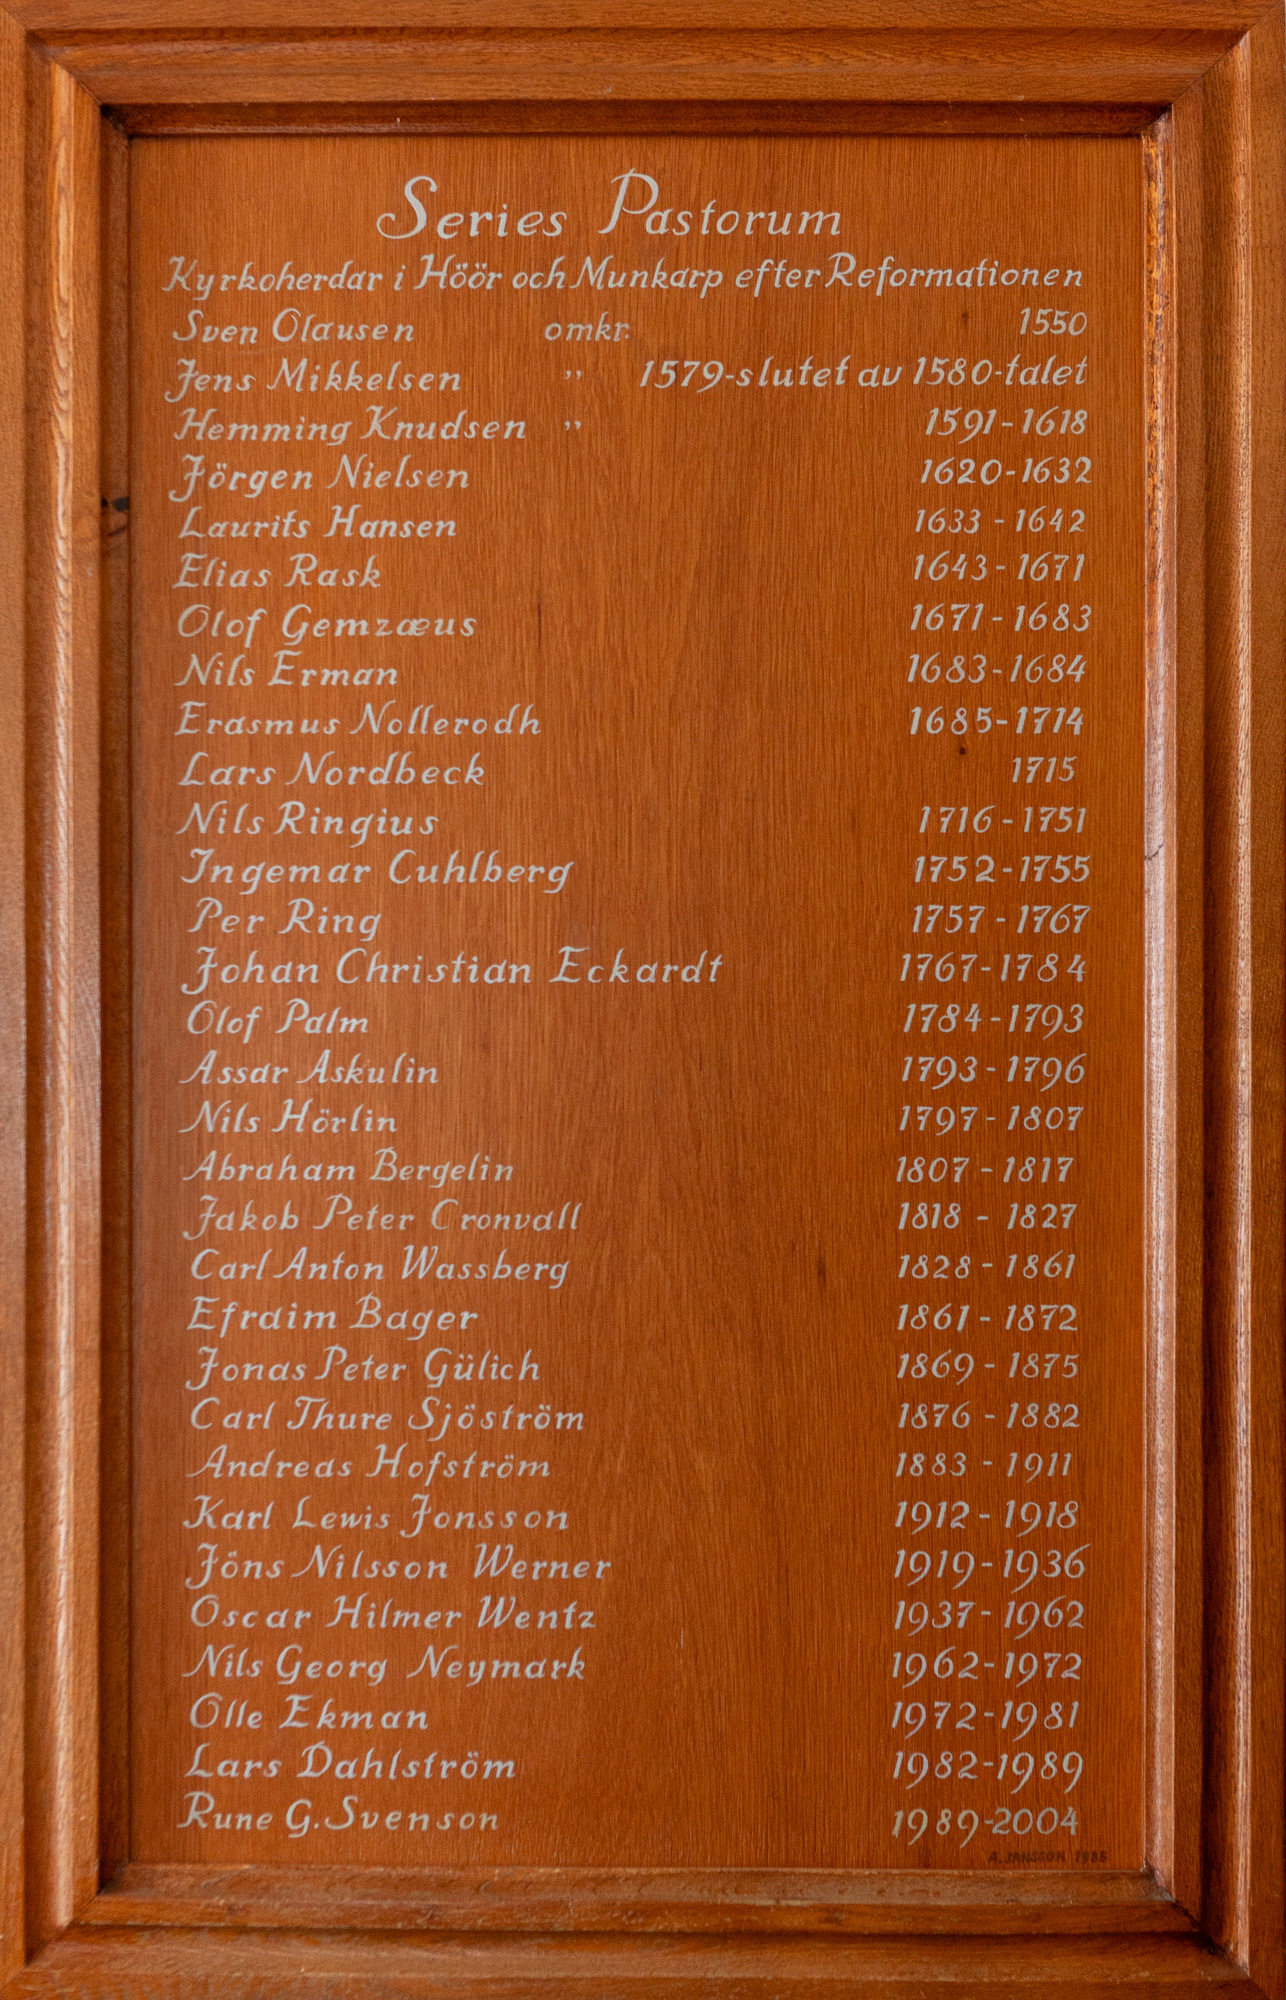 Series Pastorum
Kyrkoherdar i Höör och Munkarp efter Reformationen
Sven Olausen omkr. 1550
Jens Mikkelsen " 1579-slutet av 1580-talet
Hemming Knudsen " 1591-1618
Jörgen Nielsen 1620-1632
Laurits Hansen 1633 - 1642
Elias Rask 1643 - 1671
Olof Gemzæus 1671 - 1683
Nils Erman 1683-1684
Erasmus Nollerodh 1685-1714
Lars Nordbeck 1715
Nils Ringius 1716 - 1751
Ingemar Cuhlberg 1752 - 1755
Per Ring 1757 - 1767
Johan Christian Eckardt 1767-1784
Olof Palm 1784 - 1793
Assar Askulin 1793 - 1796
Nils Hörlin 1797 - 1807
Abraham Bergelin 1807 - 1817
Jakob Peter Cronvall 1818 - 1827
Carl Anton Wassberg 1828 - 1861
Efraim Bager 1861 - 1872
Jonas Peter Gülich 1869 - 1875
Carl Thure Sjöström 1876 - 1882
Andreas Hofström 1883 - 1911
Karl Lewis Jonsson 1912 - 1918
Jöns Nilsson Werner 1919-1936
Oscar Hilmer Wentz 1937- 1962
Nils Georg Neymark 1962-1972
Olle Ekman 1972-1981
Lars Dahlström 1982-1989
Rune G. Svenson 1989-2004
A. JANSSON